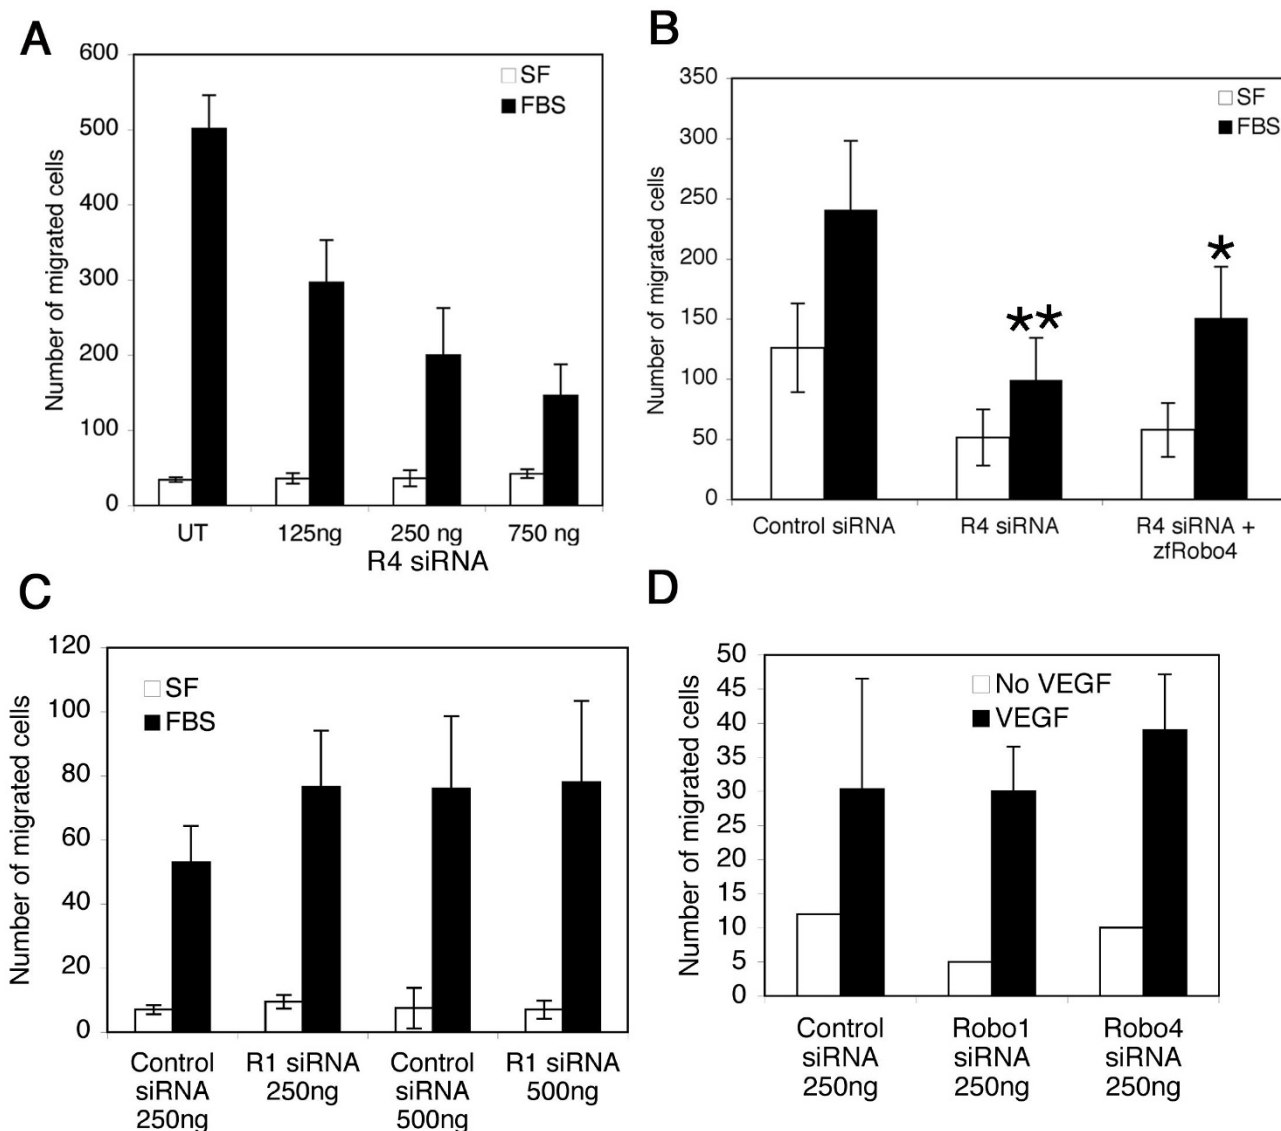 A
Number of migrated cells
600
500
400
300
200
100
0
SF
FBS
UT
125ng
250 ng
750 ng
R4 siRNA
B
Number of migrated cells
350
300
250
200
150
100
50
0
SF
FBS
**
*
Control siRNA
R4 siRNA
R4 siRNA +
zfRobo4
C
Number of migrated cells
120
100
80
60
40
20
0
SF
FBS
Control
siRNA
250ng
R1 siRNA
250ng
Control
siRNA
500ng
R1 siRNA
500ng
D
Number of migrated cells
50
45
40
35
30
25
20
15
10
5
0
No VEGF
VEGF
Control
siRNA
250ng
Robo1
siRNA
250ng
Robo4
siRNA
250ng